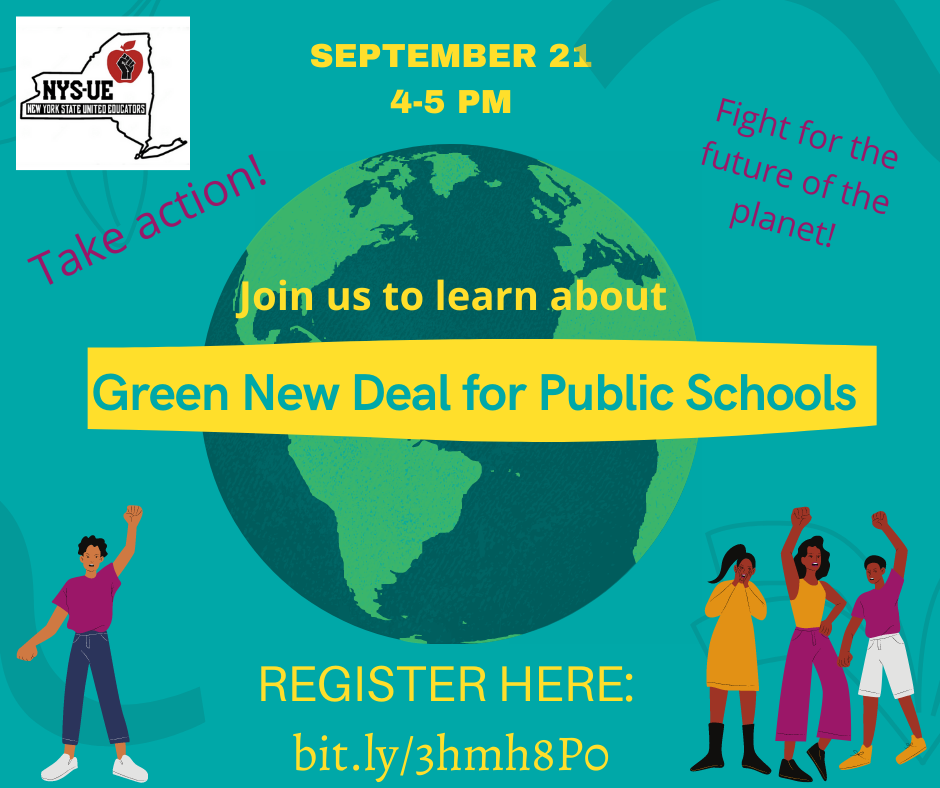 NYS-UE
NEW YORK STATE UNITED EDUCATORS
SEPTEMBER 21
4-5 PM
Take action!
Fight for the
future of the
planet!
Join us to learn about
Green New Deal for Public Schools
REGISTER HERE:
bit.ly/3hmh8P0